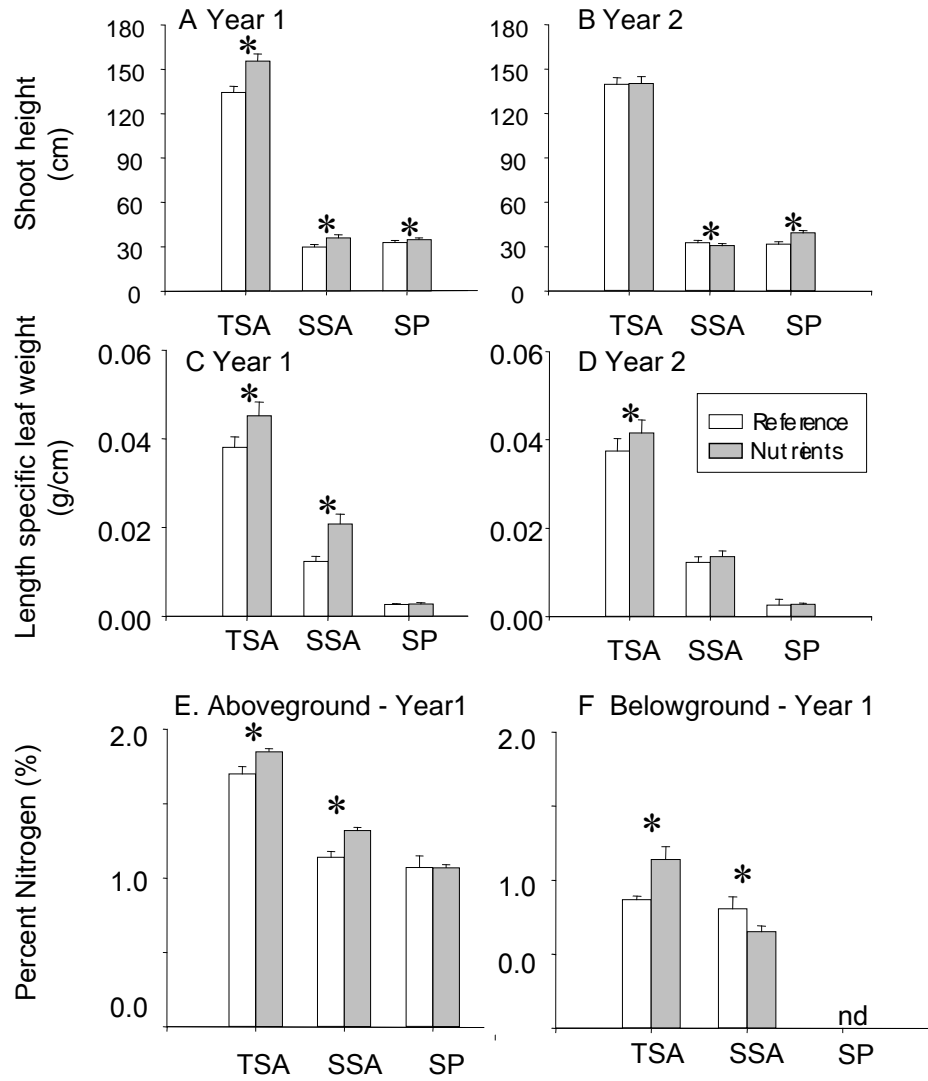 A Year 1
B Year 2
Shoot height
(cm)
180
150
120
90
60
30
0
* * *
TSA SSA SP
180
150
120
90
60
30
0
* *
TSA SSA SP
C Year 1
D Year 2
Length specific leaf weight
(g/cm)
0.06
0.04
0.02
0.00
* *
TSA SSA SP
0.06
0.04
0.02
0.00
*
Reference
Nutrients
TSA SSA SP
E. Aboveground - Year1
F Belowground - Year 1
Percent Nitrogen (%)
2.0
1.0
0.0
* *
TSA SSA SP
2.0
1.0
0.0
* *
nd
TSA SSA SP